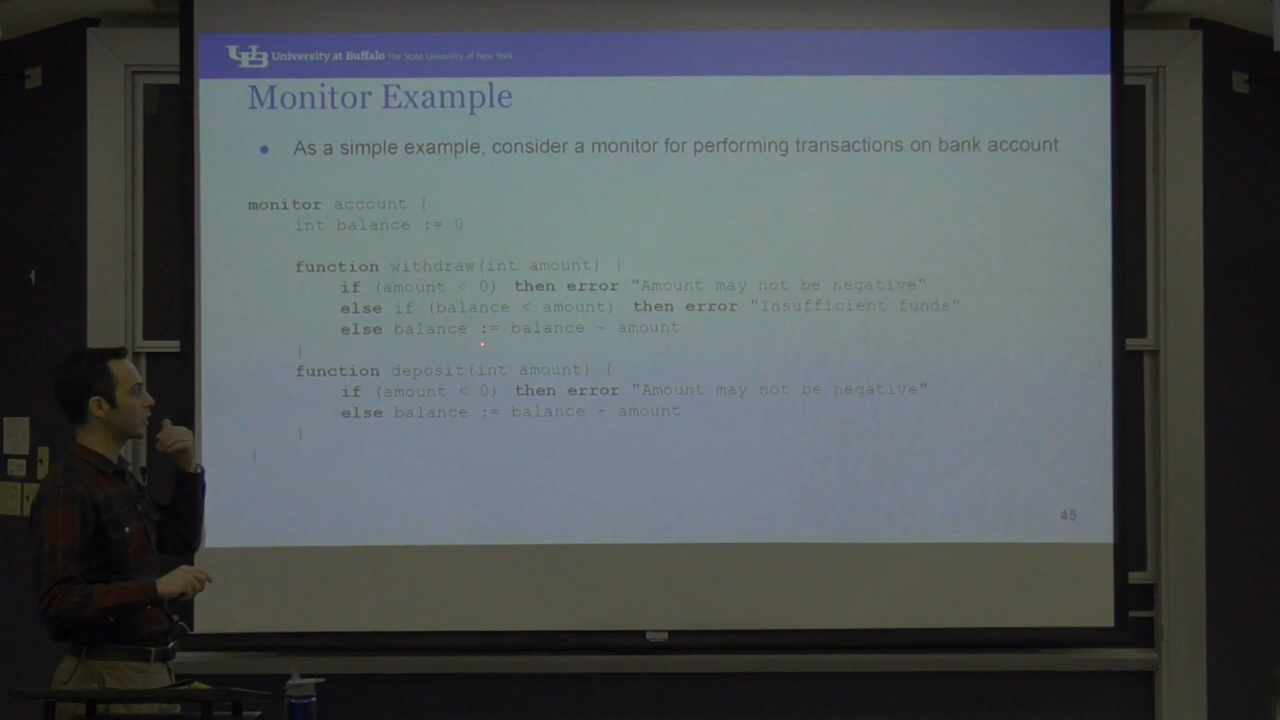 University at Buffalo The State University of New York
Monitor Example
• As a simple example, consider a monitor for performing transactions on bank account
monitor account {
int balance := 0
function withdraw(int amount) {
if (amount < 0) then error "Amount may not be negative"
else if (balance < amount) then error "Insufficient funds"
else balance := balance - amount
}
function deposit(int amount) {
if (amount < 0) then error "Amount may not be negative"
else balance := balance + amount
}
}
45